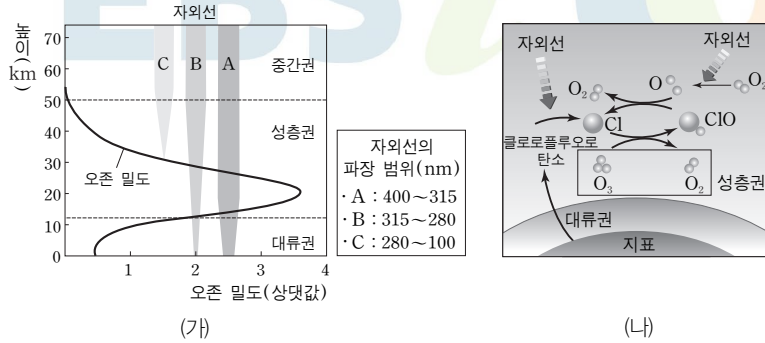 자외선
높이(km)
70
60
50
40
30
20
10
0
C
B
A
중간권
성층권
대류권
오존 밀도
1
2
3
4
오존 밀도(상댓값)
자외선의
파장 범위(nm)
· A : 400~315
· B : 315~280
· C : 280~100
(가)
자외선
자외선
O₂
O
O₂
Cl
ClO
클로로플루오로
탄소
O₃
O₂
성층권
대류권
지표
(나)
EBS